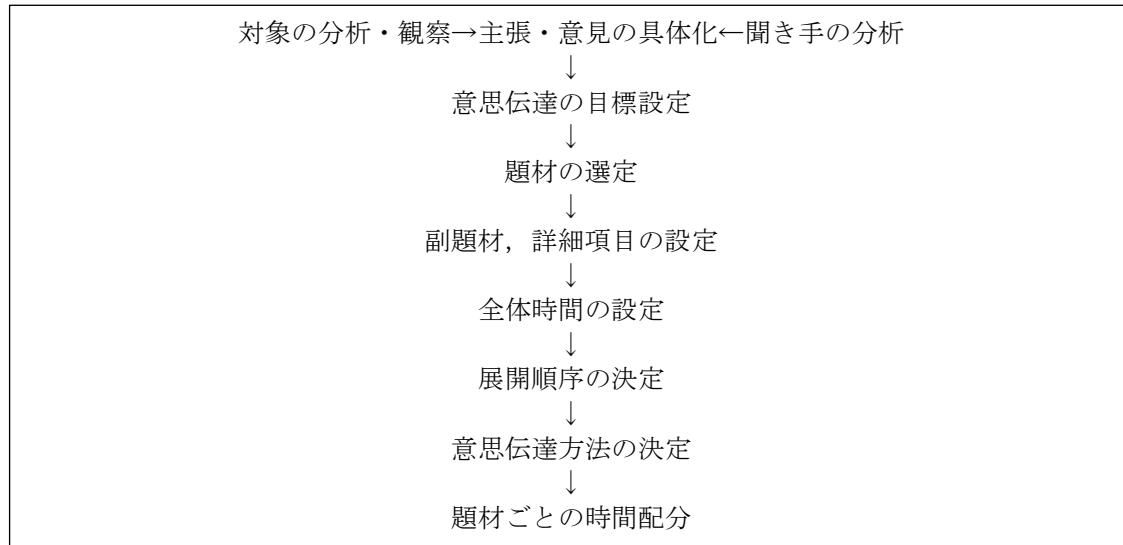 対象の分析・観察→主張・意見の具体化←聞き手の分析
↓
意思伝達の目標設定
↓
題材の選定
↓
副題材，詳細項目の設定
↓
全体時間の設定
↓
展開順序の決定
↓
意思伝達方法の決定
↓
題材ごとの時間配分